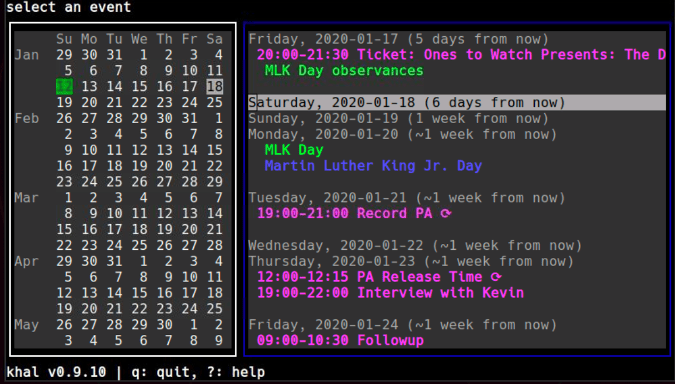 select an event
Su Mo Tu We Th Fr Sa
Jan 29 30 31 1 2 3 4
5 6 7 8 9 10 11
12 13 14 15 16 17 18
19 20 21 22 23 24 25
Feb 26 27 28 29 30 31 1
2 3 4 5 6 7 8
9 10 11 12 13 14 15
16 17 18 19 20 21 22
23 24 25 26 27 28 29
Mar 1 2 3 4 5 6 7
8 9 10 11 12 13 14
15 16 17 18 19 20 21
22 23 24 25 26 27 28
Apr 29 30 31 1 2 3 4
5 6 7 8 9 10 11
12 13 14 15 16 17 18
19 20 21 22 23 24 25
May 26 27 28 29 30 1 2
3 4 5 6 7 8 9
Friday, 2020-01-17 (5 days from now)
20:00-21:30 Ticket: Ones to Watch Presents: The D
MLK Day observances
Saturday, 2020-01-18 (6 days from now)
Sunday, 2020-01-19 (1 week from now)
Monday, 2020-01-20 (~1 week from now)
MLK Day
Martin Luther King Jr. Day
Tuesday, 2020-01-21 (~1 week from now)
19:00-21:00 Record PA ⟳
Wednesday, 2020-01-22 (~1 week from now)
Thursday, 2020-01-23 (~1 week from now)
12:00-12:15 PA Release Time ⟳
19:00-22:00 Interview with Kevin
Friday, 2020-01-24 (~1 week from now)
09:00-10:30 Followup
khal v0.9.10 | q: quit, ?: help